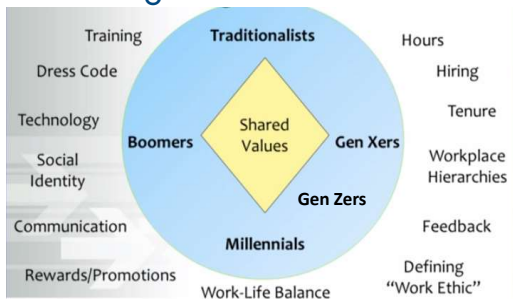 Training
Traditionalists
Hours
Dress Code
Hiring
Technology
Shared
Values
Tenure
Boomers
Gen Xers
Social
Identity
Workplace
Hierarchies
Gen Zers
Communication
Feedback
Millennials
Rewards/Promotions
Work-Life Balance
Defining
“Work Ethic”